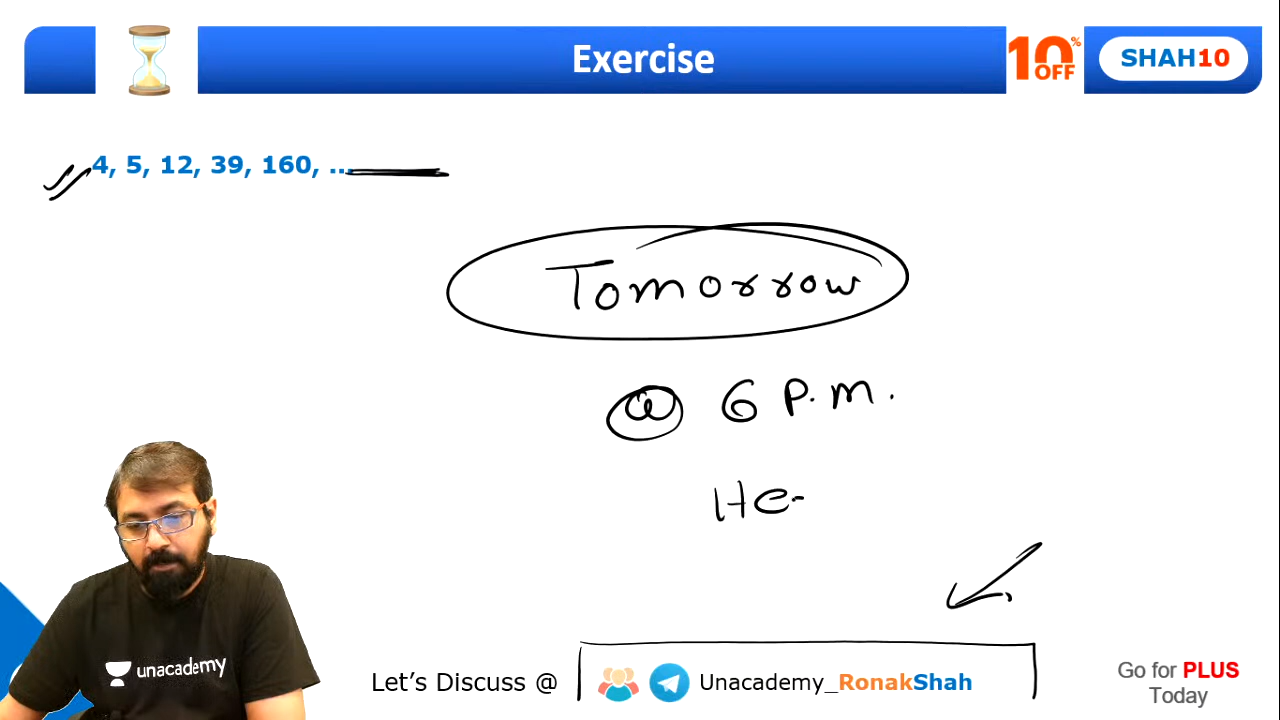 Exercise
10% OFF
SHAH10
4, 5, 12, 39, 160, ...
Tomorrow
@ 6 P.M.
He
unacademy
Let's Discuss @ Unacademy_RonakShah
Go for PLUS
Today